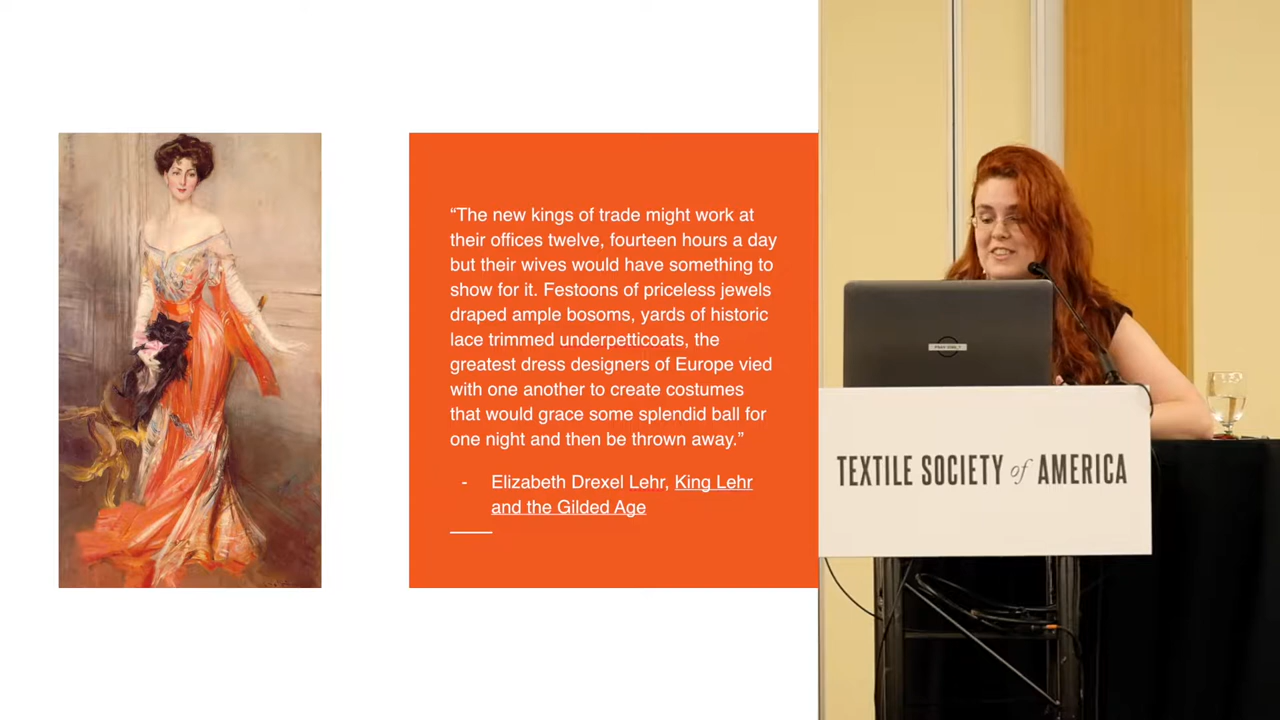 “The new kings of trade might work at
their offices twelve, fourteen hours a day
but their wives would have something to
show for it. Festoons of priceless jewels
draped ample bosoms, yards of historic
lace trimmed underpetticoats, the
greatest dress designers of Europe vied
with one another to create costumes
that would grace some splendid ball for
one night and then be thrown away.”
- Elizabeth Drexel Lehr, King Lehr
and the Gilded Age
TEXTILE SOCIETY of AMERICA